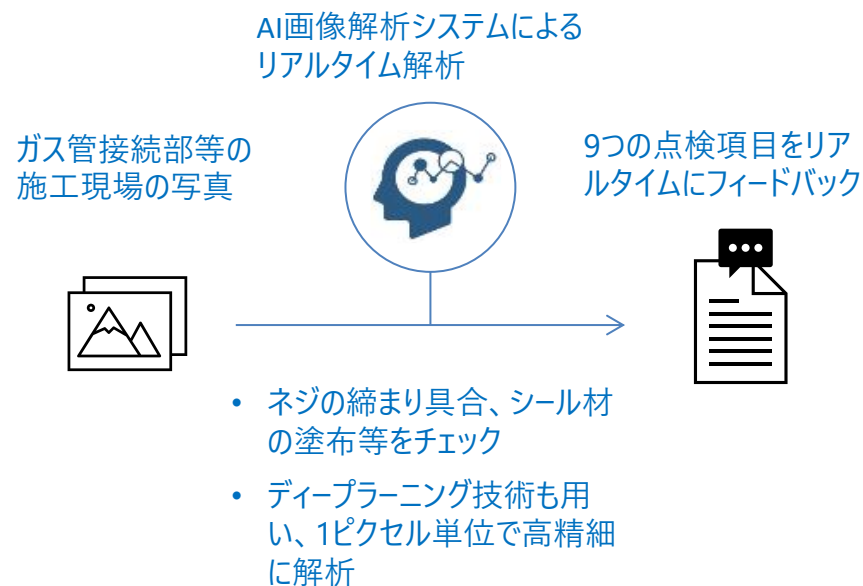 AI画像解析システムによる
リアルタイム解析
ガス管接続部等の
施工現場の写真
9つの点検項目をリア
ルタイムにフィードバック
• ネジの締まり具合、シール材
の塗布等をチェック
• ディープラーニング技術も用
い、1ピクセル単位で高精細
に解析